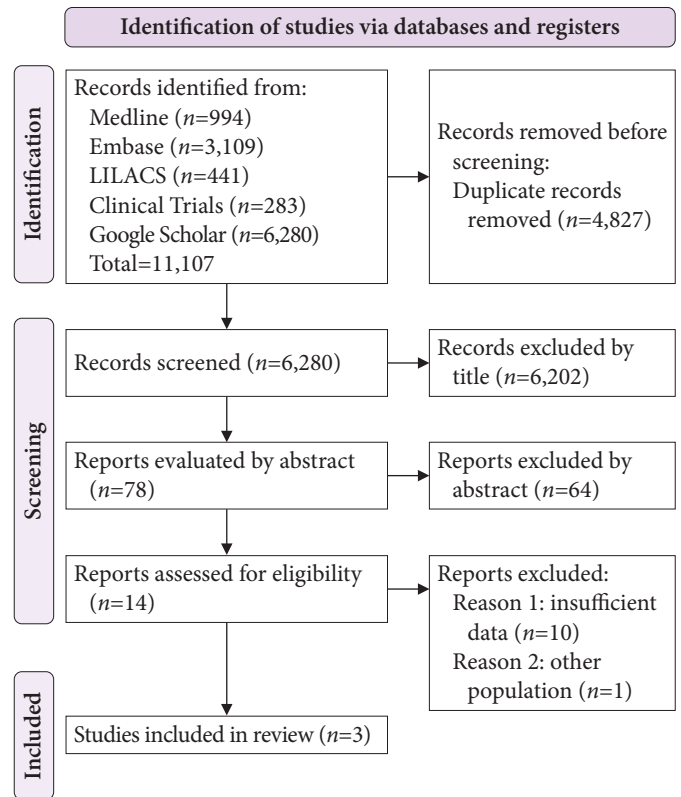 Identification of studies via databases and registers
Identification
Records identified from:
Medline (n=994)
Embase (n=3,109)
LILACS (n=441)
Clinical Trials (n=283)
Google Scholar (n=6,280)
Total=11,107
Records removed before
screening:
Duplicate records
removed (n=4,827)
Screening
Records screened (n=6,280)
Records excluded by
title (n=6,202)
Reports evaluated by abstract
(n=78)
Reports excluded by
abstract (n=64)
Reports assessed for eligibility
(n=14)
Reports excluded:
Reason 1: insufficient
data (n=10)
Reason 2: other
population (n=1)
Included
Studies included in review (n=3)